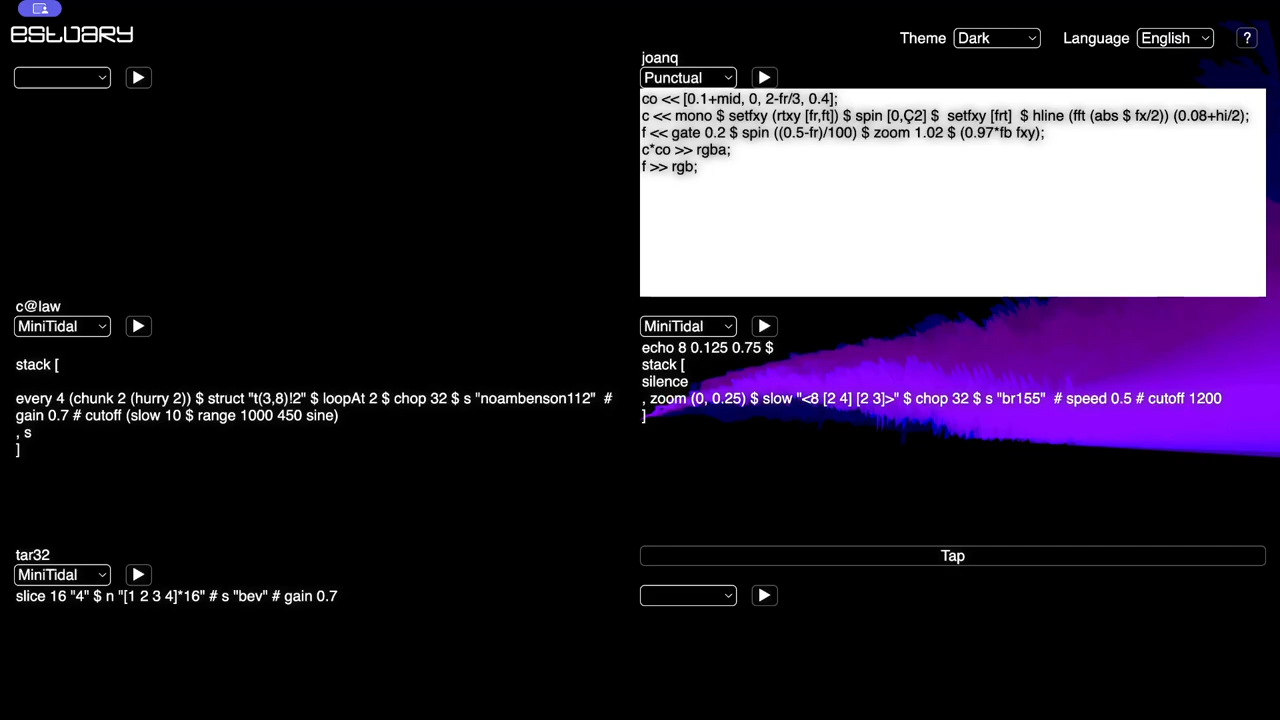 estuary
Theme Dark Language English ?
joanq
Punctual
co << [0.1+mid, 0, 2-fr/3, 0.4];
c << mono $ setfxy (rtxy [fr,ft]) $ spin [0,Ç2] $  setfxy [frt]  $ hline (fft (abs $ fx/2)) (0.08+hi/2);
f << gate 0.2 $ spin ((0.5-fr)/100) $ zoom 1.02 $ (0.97*fb fxy);
c*co >> rgba;
f >> rgb;
c@law
MiniTidal
stack [
every 4 (chunk 2 (hurry 2)) $ struct "t(3,8)!2" $ loopAt 2 $ chop 32 $ s "noambenson112"  #
gain 0.7 # cutoff (slow 10 $ range 1000 450 sine)
, s
]
MiniTidal
echo 8 0.125 0.75 $
stack [
silence
, zoom (0, 0.25) $ slow "<8 [2 4] [2 3]>" $ chop 32 $ s "br155"  # speed 0.5 # cutoff 1200
]
tar32
MiniTidal
slice 16 "4" $ n "[1 2 3 4]*16" # s "bev" # gain 0.7
Tap